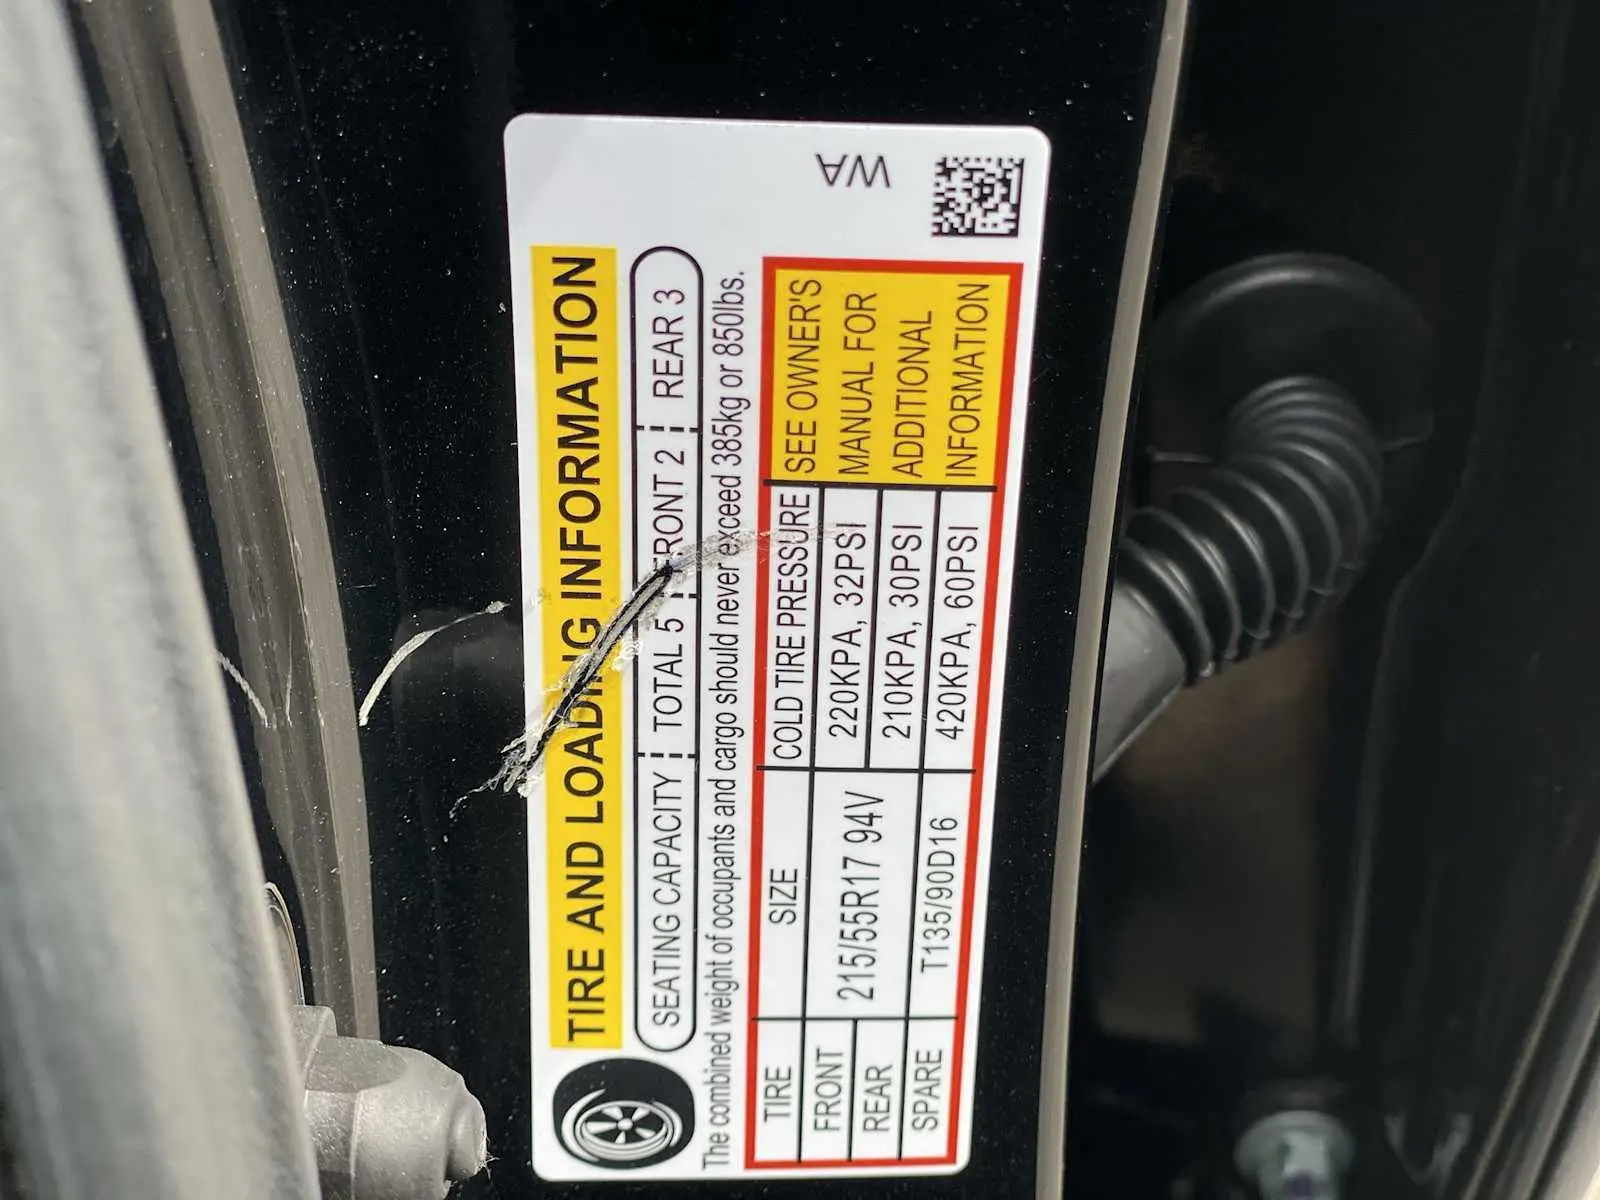 TIRE AND LOADING INFORMATION
SEATING CAPACITY TOTAL 5 FRONT 2 REAR 3
The combined weight of occupants and cargo should never exceed 385kg or 850lbs.
TIRE SIZE COLD TIRE PRESSURE
FRONT 215/55R17 94V 220KPA, 32PSI
REAR 210KPA, 30PSI
SPARE T135/90D16 420KPA, 60PSI
SEE OWNER'S
MANUAL FOR
ADDITIONAL
INFORMATION
WA